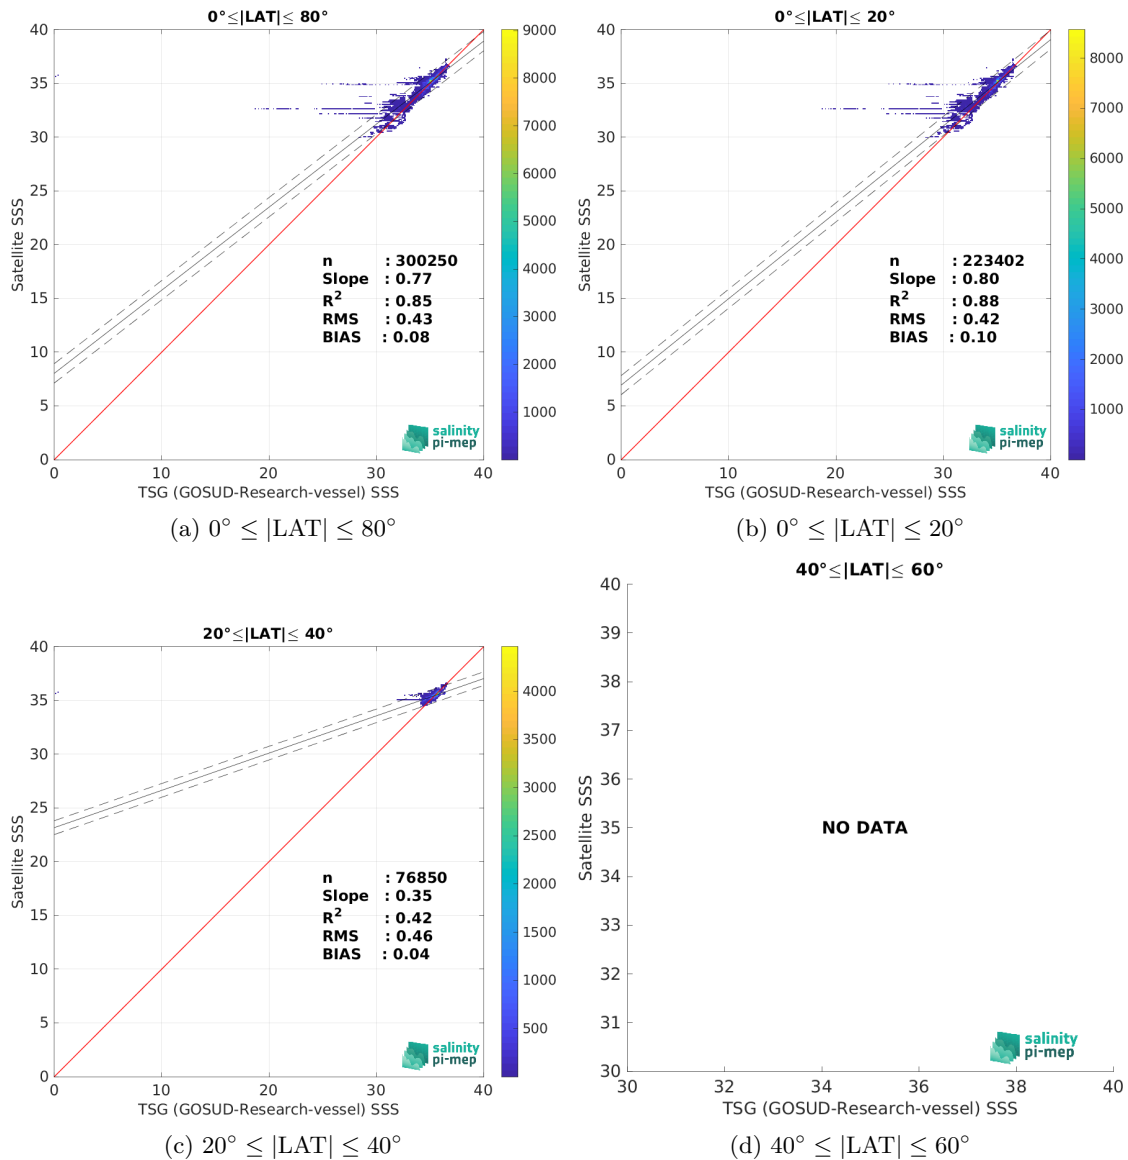 0°≤|LAT|≤ 80°
40
35
30
25
20
15
10
5
0
Satellite SSS
n : 300250
Slope : 0.77
R² : 0.85
RMS : 0.43
BIAS : 0.08
salinity
pi-mep
0 10 20 30 40
TSG (GOSUD-Research-vessel) SSS
9000
8000
7000
6000
5000
4000
3000
2000
1000
(a) 0° ≤ |LAT| ≤ 80°
0°≤|LAT|≤ 20°
40
35
30
25
20
15
10
5
0
Satellite SSS
n : 223402
Slope : 0.80
R² : 0.88
RMS : 0.42
BIAS : 0.10
salinity
pi-mep
0 10 20 30 40
TSG (GOSUD-Research-vessel) SSS
8000
7000
6000
5000
4000
3000
2000
1000
(b) 0° ≤ |LAT| ≤ 20°
20°≤|LAT|≤ 40°
40
35
30
25
20
15
10
5
0
Satellite SSS
n : 76850
Slope : 0.35
R² : 0.42
RMS : 0.46
BIAS : 0.04
salinity
pi-mep
0 10 20 30 40
TSG (GOSUD-Research-vessel) SSS
4000
3500
3000
2500
2000
1500
1000
500
(c) 20° ≤ |LAT| ≤ 40°
40°≤|LAT|≤ 60°
40
39
38
37
36
35
34
33
32
31
30
Satellite SSS
NO DATA
salinity
pi-mep
30 32 34 36 38 40
TSG (GOSUD-Research-vessel) SSS
(d) 40° ≤ |LAT| ≤ 60°